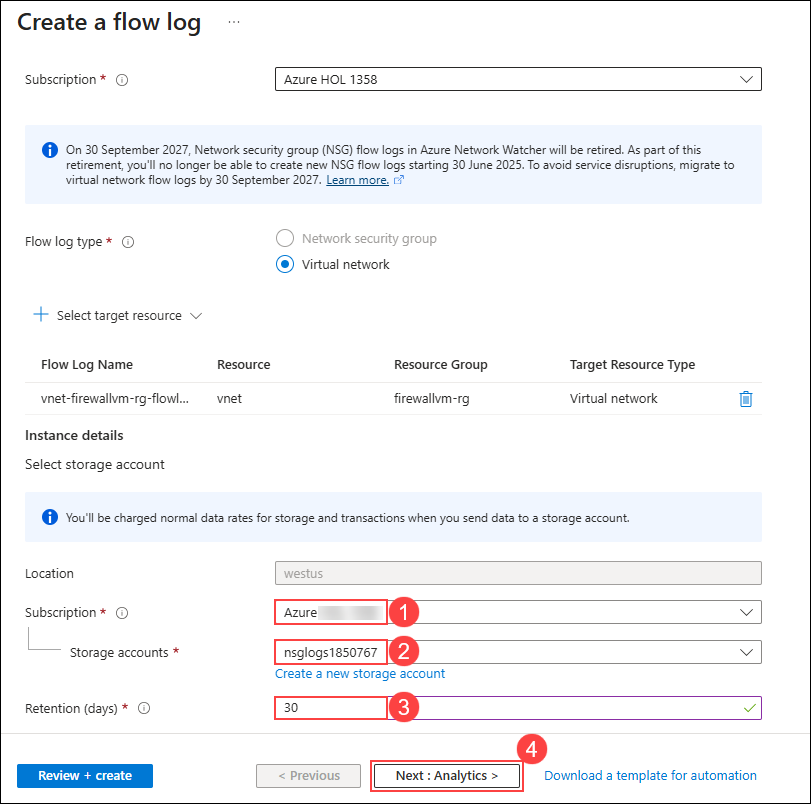 Create a flow log ...
Subscription *
Azure HOL 1358
On 30 September 2027, Network security group (NSG) flow logs in Azure Network Watcher will be retired. As part of this
retirement, you'll no longer be able to create new NSG flow logs starting 30 June 2025. To avoid service disruptions, migrate to
virtual network flow logs by 30 September 2027. Learn more.
Flow log type *
Network security group
Virtual network
Select target resource
Flow Log Name Resource Resource Group Target Resource Type
vnet-firewallvm-rg-flowl... vnet firewallvm-rg Virtual network
Instance details
Select storage account
You'll be charged normal data rates for storage and transactions when you send data to a storage account.
Location westus
Subscription * Azure 1
Storage accounts * nsglogs1850767 2
Create a new storage account
Retention (days) * 30 3
4
Review + create < Previous Next : Analytics > Download a template for automation